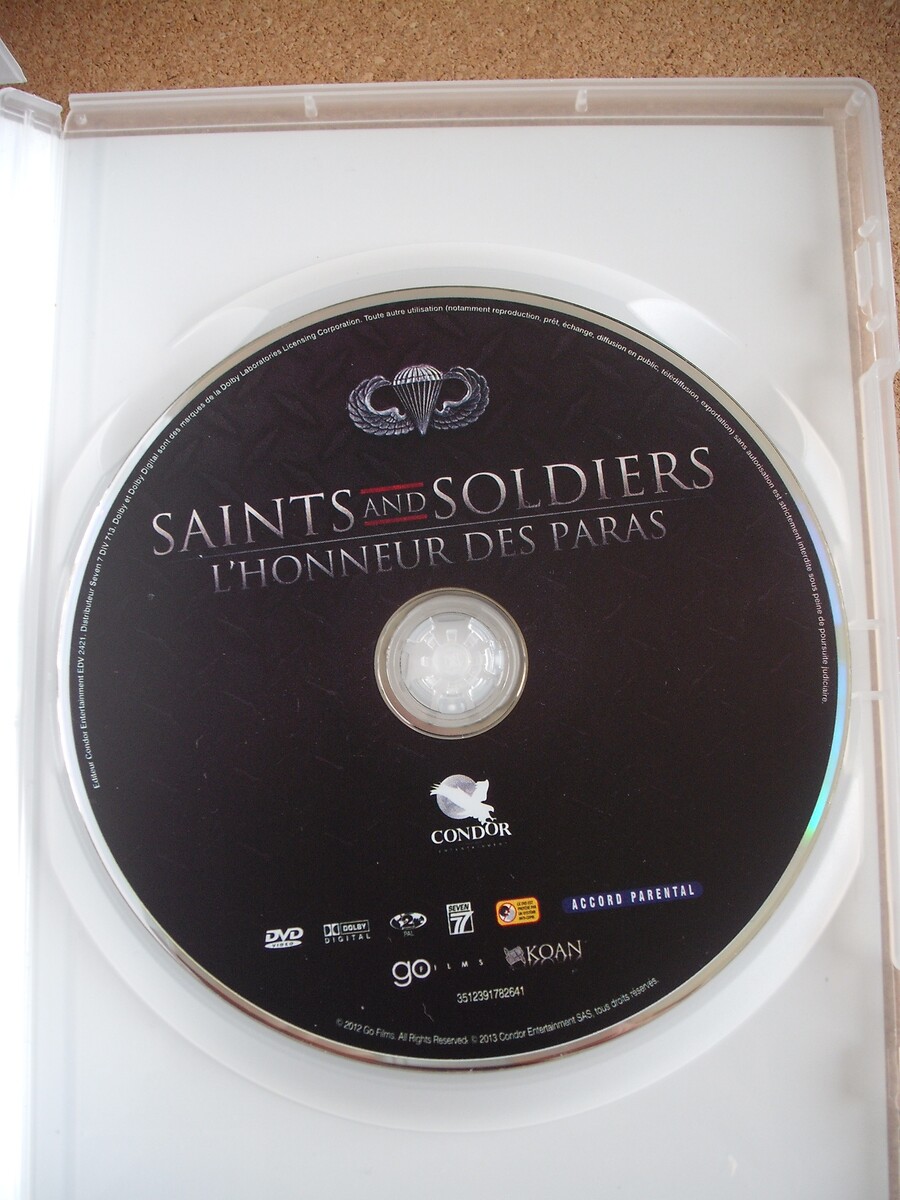 Editeur Condor Entertainment EDV 2421. Distributeur Seven 7 DIV 713. Dolby et Dolby Digital sont des marques de la Dolby Laboratories Licensing Corporation. Toute autre utilisation (notamment reproduction, prêt, échange, diffusion en public, télédiffusion, exportation) sans autorisation est strictement interdite sous peine de poursuite judiciaire.
SAINTS AND SOLDIERS
L'HONNEUR DES PARAS
CONDOR
ENTERTAINMENT
DVD
VIDEO
DOLBY
DIGITAL
2
PAL
SEVEN
7
ACCORD PARENTAL
go FILMS
KOAN
3512391782641
© 2012 Go Films. All Rights Reserved. © 2013 Condor Entertainment SAS, tous droits réservés.